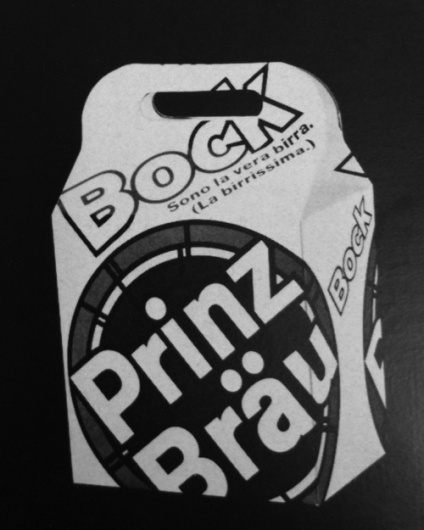 Bock
Sono la vera birra.
(La birrissima.)
Prinz
Bräu
Bock